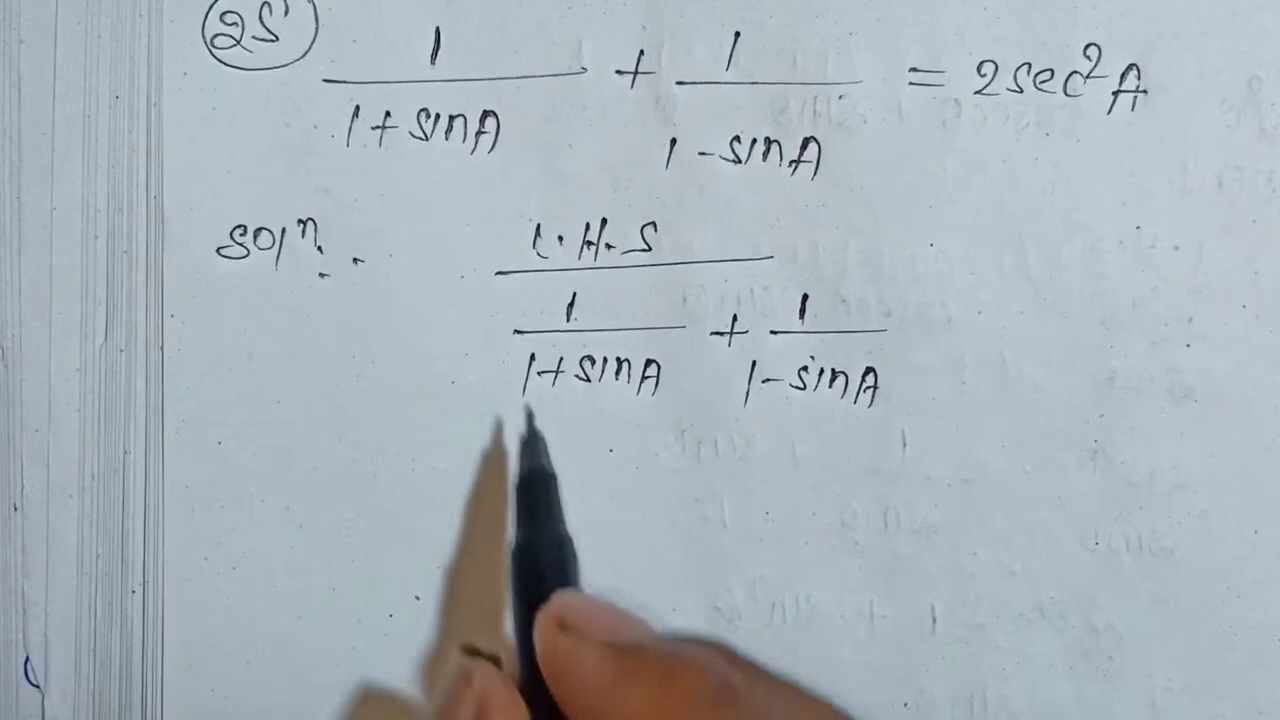 25
1/(1+sinA) + 1/(1-sinA) = 2sec²A
Solⁿ:
L.H.S
1/(1+sinA) + 1/(1-sinA)